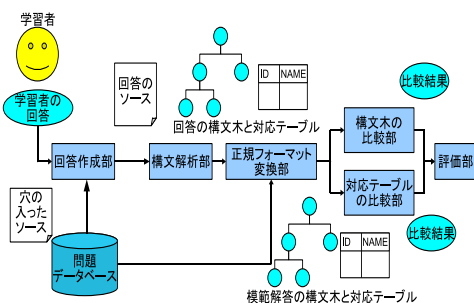 学習者
学習者の
回答
回答の
ソース
ID NAME
回答の構文木と対応テーブル
比較結果
回答作成部
構文解析部
正規フォーマット
変換部
構文木の
比較部
対応テーブル
の比較部
評価部
穴の
入った
ソース
問題
データベース
ID NAME
比較結果
模範解答の構文木と対応テーブル